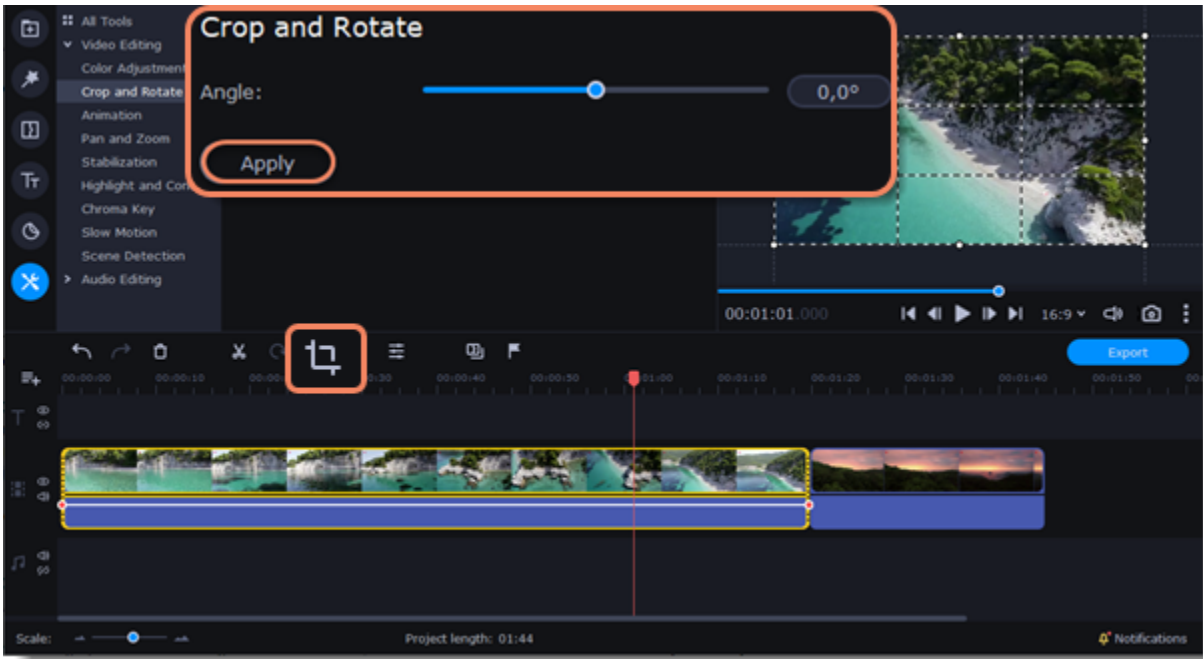 All Tools
Video Editing
Color Adjustment
Crop and Rotate
Animation
Pan and Zoom
Stabilization
Highlight and Con
Chroma Key
Slow Motion
Scene Detection
Audio Editing
Crop and Rotate
Angle:
0,0°
Apply
00:01:01.000
16:9
Export
00:00:00
00:00:10
00:00:40
00:00:50
00:01:10
00:01:20
00:01:30
00:01:40
00:01:50
Scale:
Project length: 01:44
Notifications